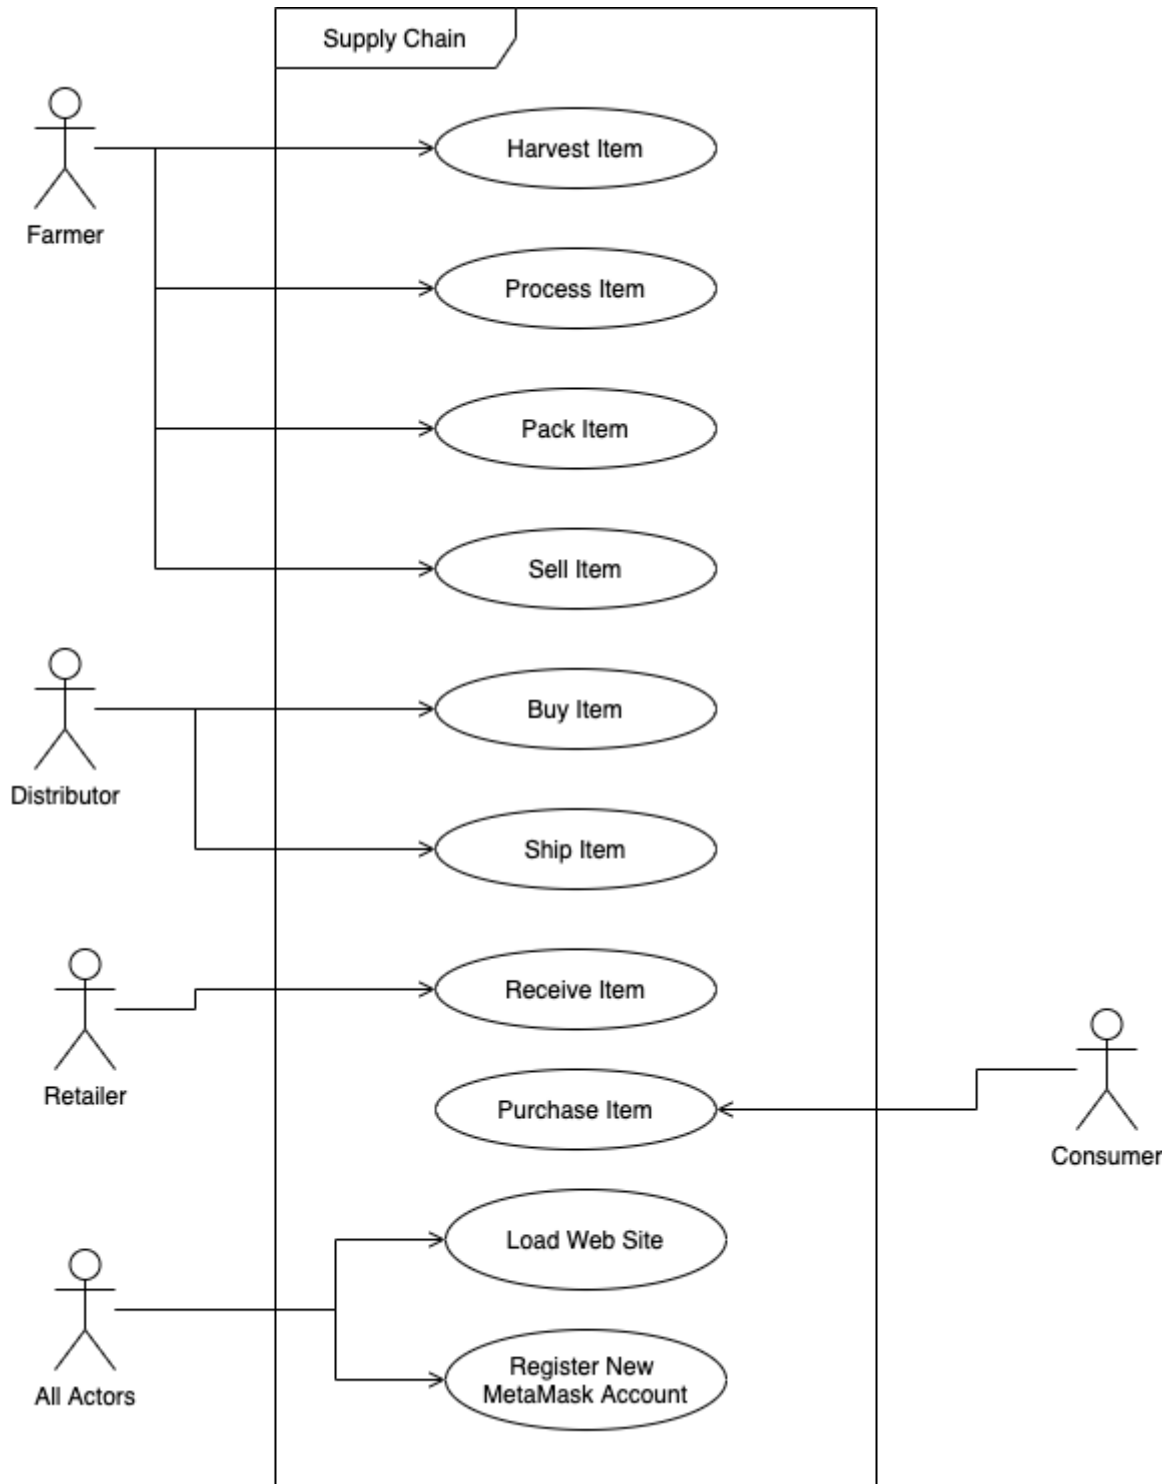 Supply Chain
Harvest Item
Farmer
Process Item
Pack Item
Sell Item
Buy Item
Distributor
Ship Item
Receive Item
Retailer
Purchase Item
Consumer
Load Web Site
Register New
MetaMask Account
All Actors